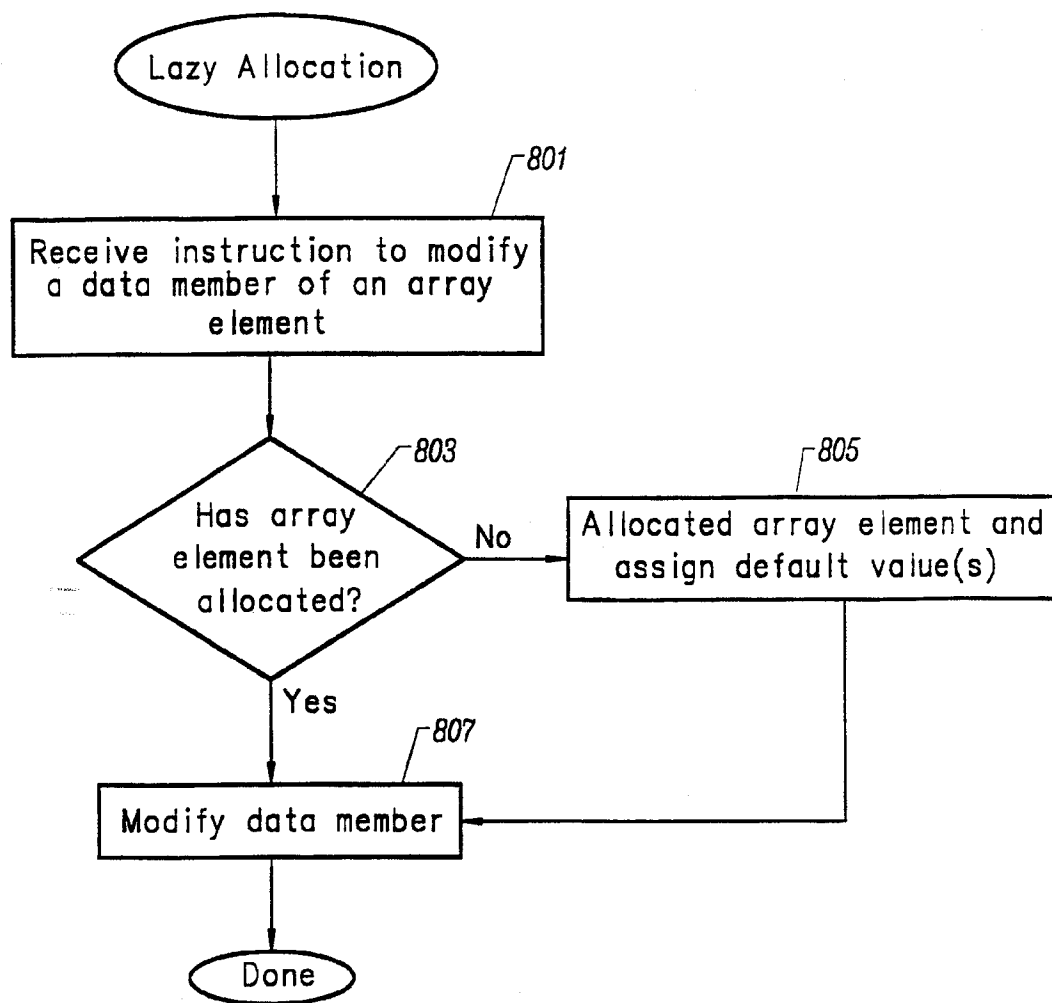 Lazy Allocation
801
Receive instruction to modify
a data member of an array
element
803
Has array
element been
allocated?
No
805
Allocated array element and
assign default value(s)
Yes
807
Modify data member
Done